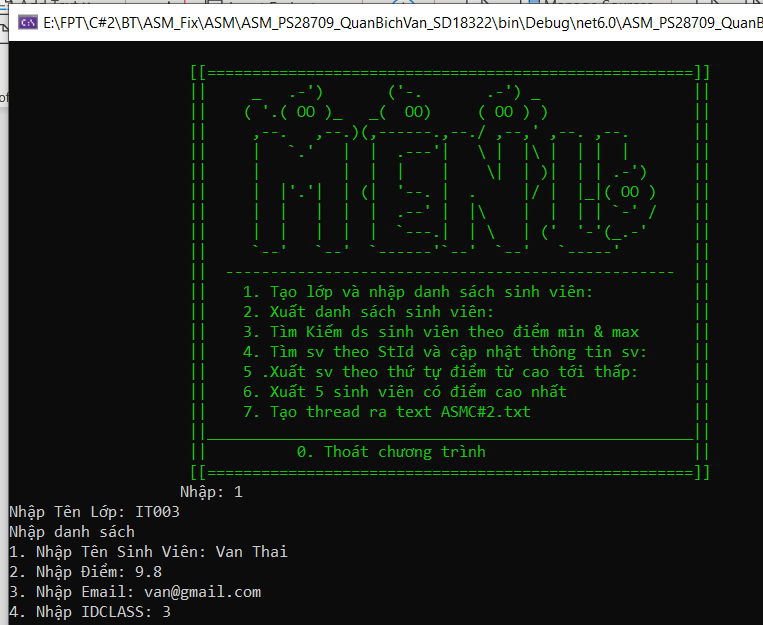 E:\FPT\C#2\BT\ASM_Fix\ASM\ASM_PS28709_QuanBichVan_SD18322\bin\Debug\net6.0\ASM_PS28709_QuanB
MENU
1. Tạo lớp và nhập danh sách sinh viên:
2. Xuất danh sách sinh viên:
3. Tìm Kiếm ds sinh viên theo điểm min & max
4. Tìm sv theo StId và cập nhật thông tin sv:
5 .Xuất sv theo thứ tự điểm từ cao tới thấp:
6. Xuất 5 sinh viên có điểm cao nhất
7. Tạo thread ra text ASMC#2.txt
0. Thoát chương trình
Nhập: 1
Nhập Tên Lớp: IT003
Nhập danh sách
1. Nhập Tên Sinh Viên: Van Thai
2. Nhập Điểm: 9.8
3. Nhập Email: van@gmail.com
4. Nhập IDCLASS: 3